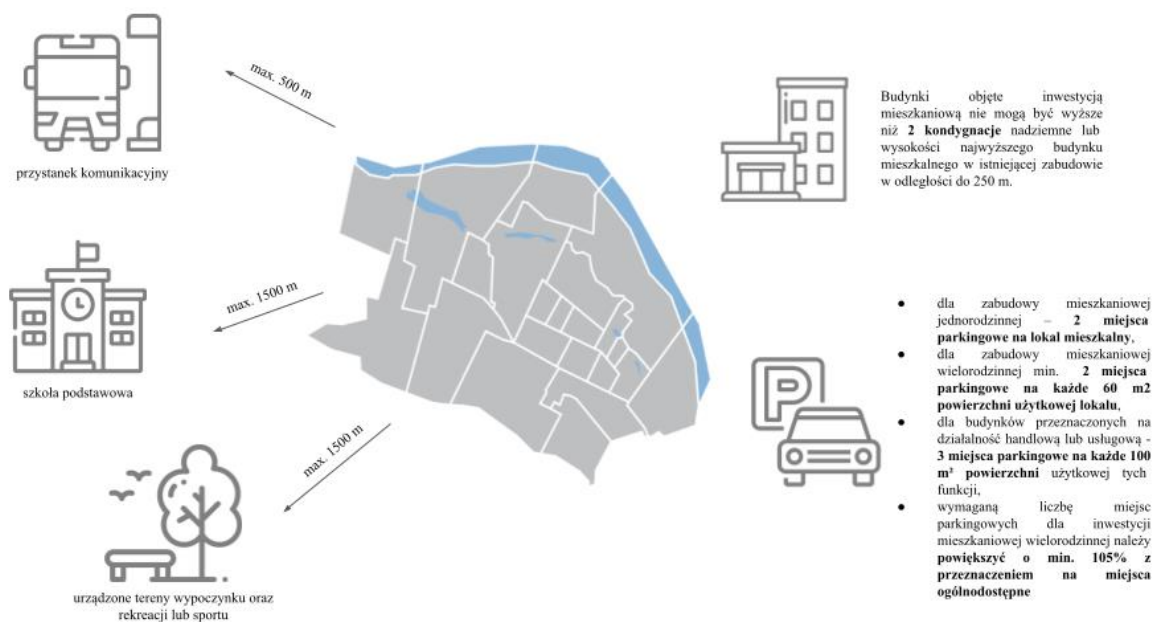 max. 500 m
przystanek komunikacyjny
max. 1500 m
szkoła podstawowa
max. 1500 m
urządzone tereny wypoczynku oraz
rekreacji lub sportu
Budynki objęte inwestycją
mieszkaniową nie mogą być wyższe
niż 2 kondygnacje nadziemne lub
wysokości najwyższego budynku
mieszkalnego w istniejącej zabudowie
w odległości do 250 m.
P
● dla zabudowy mieszkaniowej
jednorodzinnej – 2 miejsca
parkingowe na lokal mieszkalny,
● dla zabudowy mieszkaniowej
wielorodzinnej min. 2 miejsca
parkingowe na każde 60 m2
powierzchni użytkowej lokalu,
● dla budynków przeznaczonych na
działalność handlową lub usługową -
3 miejsca parkingowe na każde 100
m² powierzchni użytkowej tych
funkcji,
● wymaganą liczbę miejsc
parkingowych dla inwestycji
mieszkaniowej wielorodzinnej należy
powiększyć o min. 105% z
przeznaczeniem na miejsca
ogólnodostępne